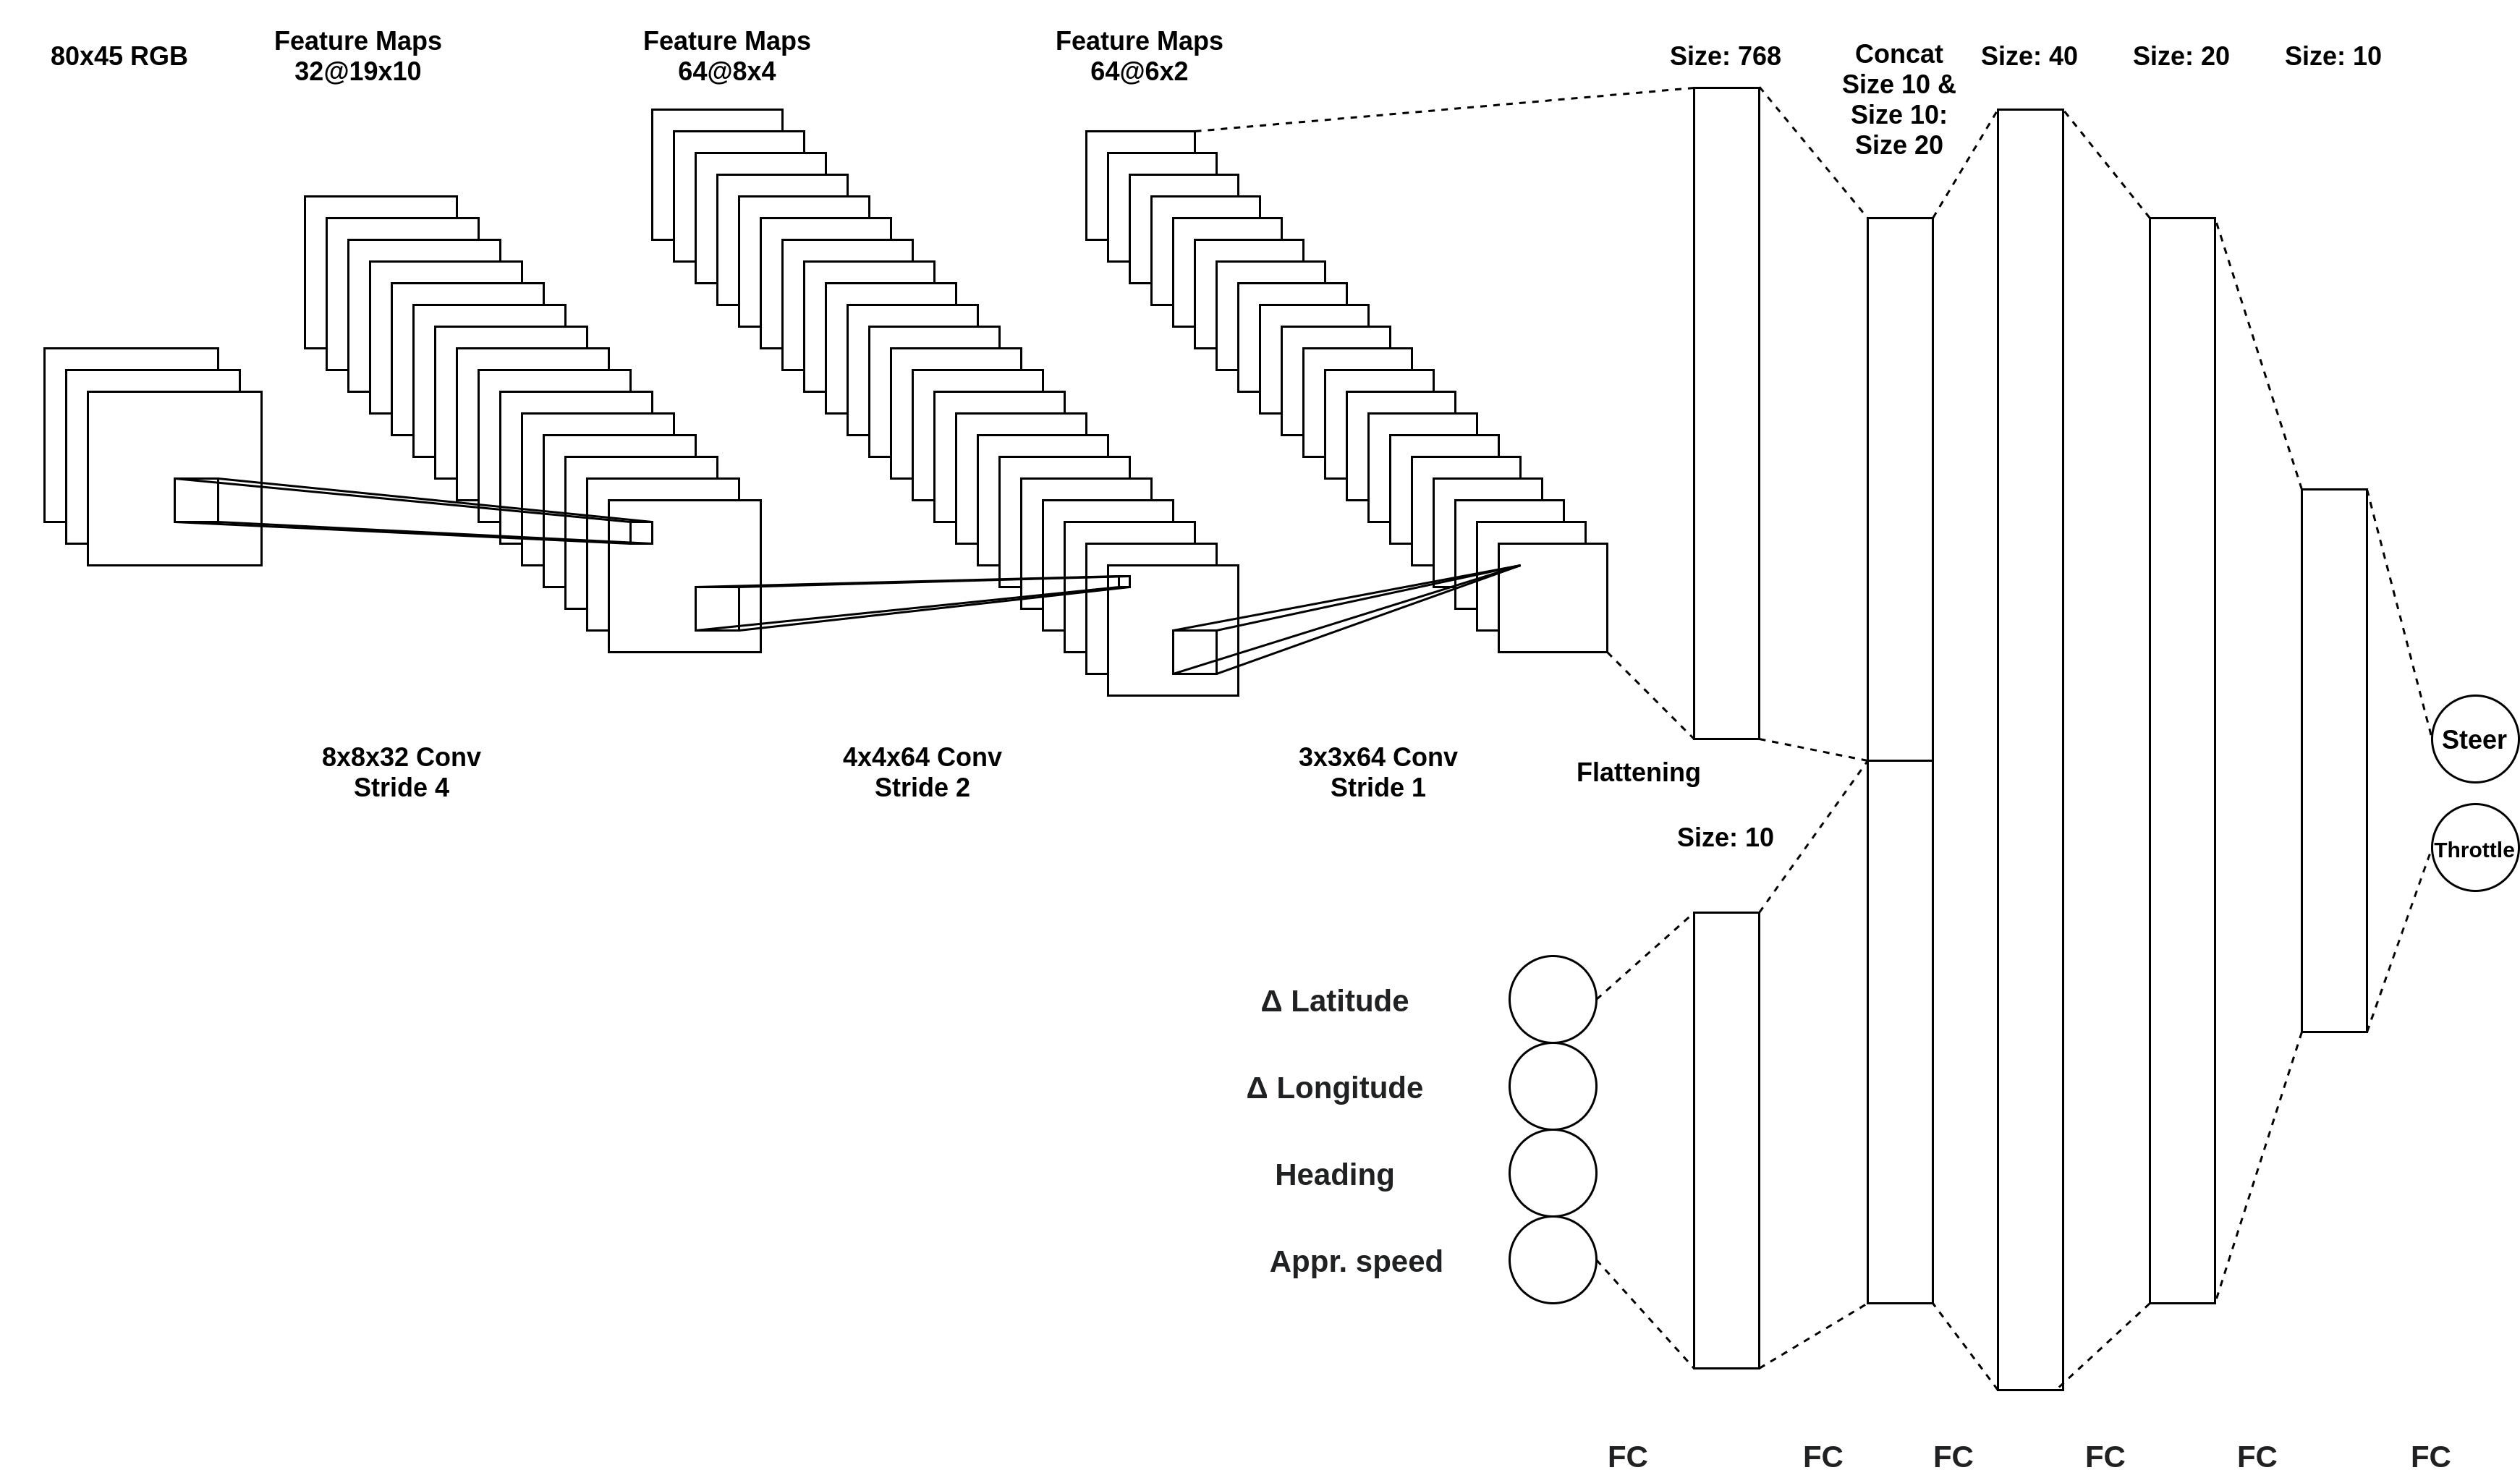 80x45 RGB
Feature Maps
32@19x10
Feature Maps
64@8x4
Feature Maps
64@6x2
Size: 768
Concat
Size 10 &
Size 10:
Size 20
Size: 40
Size: 20
Size: 10
8x8x32 Conv
Stride 4
4x4x64 Conv
Stride 2
3x3x64 Conv
Stride 1
Flattening
Steer
Throttle
Size: 10
Δ Latitude
Δ Longitude
Heading
Appr. speed
FC
FC
FC
FC
FC
FC